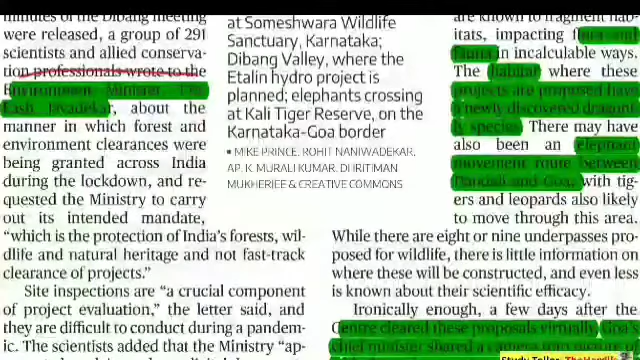 minutes of the Dibang meeting
were released, a group of 291
scientists and allied conserva-
tion professionals wrote to the
Environment Minister, Pra-
kash Javadekar, about the
manner in which forest and
environment clearances were
being granted across India
during the lockdown, and re-
quested the Ministry to carry
out its intended mandate,
“which is the protection of India’s forests, wil-
dlife and natural heritage and not fast-track
clearance of projects.”
Site inspections are “a crucial component
of project evaluation,” the letter said, and
they are difficult to conduct during a pandem-
ic. The scientists added that the Ministry “ap-
at Someshwara Wildlife
Sanctuary, Karnataka;
Dibang Valley, where the
Etalin hydro project is
planned; elephants crossing
at Kali Tiger Reserve, on the
Karnataka-Goa border
▪ MIKE PRINCE, ROHIT NANIWADEKAR,
AP, K. MURALI KUMAR, DHRITIMAN
MUKHERJEE & CREATIVE COMMONS
are known to fragment hab-
itats, impacting flora and
fauna in incalculable ways.
The habitat where these
projects are proposed have
a newly discovered dragonf-
ly species. There may have
also been an elephant
movement route between
Dandeli and Goa, with tig-
ers and leopards also likely
to move through this area.
While there are eight or nine underpasses pro-
posed for wildlife, there is little information on
where these will be constructed, and even less
is known about their scientific efficacy.
Ironically enough, a few days after the
Centre cleared these proposals virtually, Goa’s
chief minister shared a
Study Teller